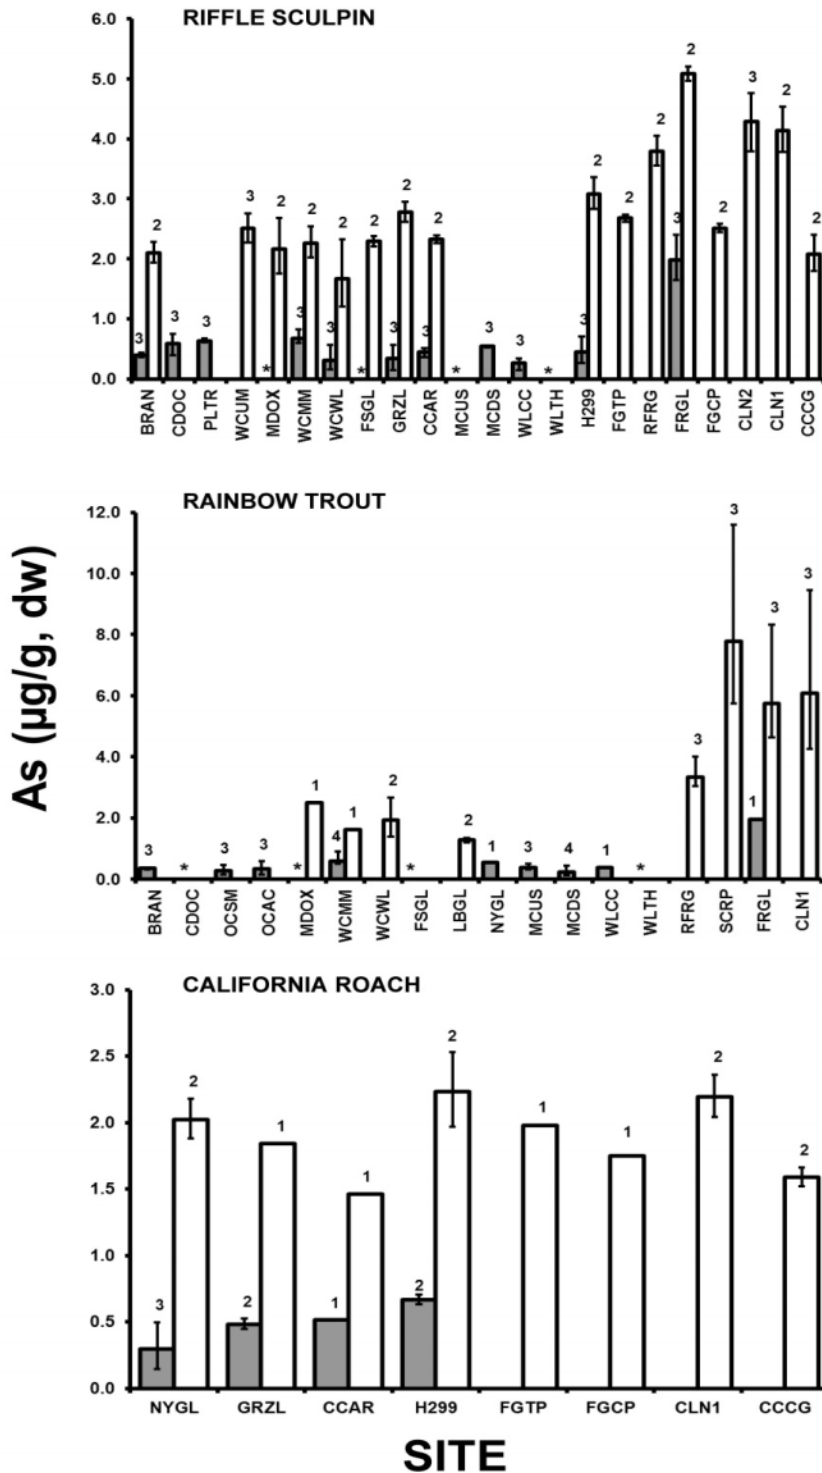 RIFFLE SCULPIN
6.0
5.0
4.0
3.0
2.0
1.0
0.0
3 2 3 3 3 * 2 3 2 3 2 * 2 3 2 3 2 * 3 3 * 3 2 2 2 3 2 2 3 2 2
BRAN CDOC PLTR WCUM MDOX WCMM WCWL FSGL GRZL CCAR MCUS MCDS WLCC WLTH H299 FGTP RFRG FRGL FGCP CLN2 CLN1 CCCG
RAINBOW TROUT
12.0
10.0
8.0
6.0
4.0
2.0
0.0
3 * 3 3 * 1 4 1 2 * 2 1 3 4 1 * 3 3 1 3 3
BRAN CDOC OCSM OCAC MDOX WCMM WCWL FSGL LBGL NYGL MCUS MCDS WLCC WLTH RFRG SCRP FRGL CLN1
As (µg/g, dw)
CALIFORNIA ROACH
3.0
2.5
2.0
1.5
1.0
0.5
0.0
3 2 2 1 1 1 2 2 1 1 2 2
NYGL GRZL CCAR H299 FGTP FGCP CLN1 CCCG
SITE